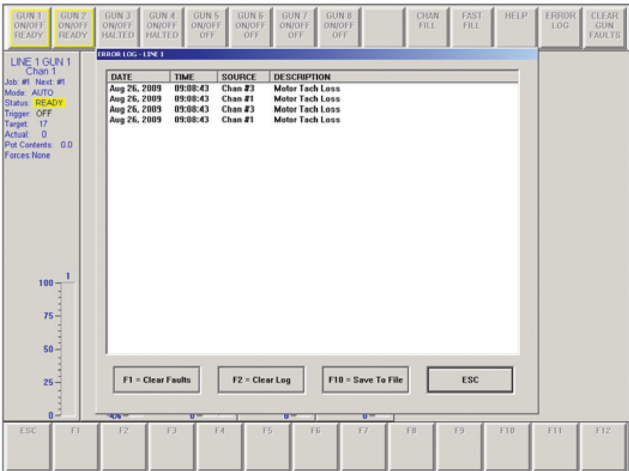 GUN 1 ON/OFF READY
GUN 2 ON/OFF READY
GUN 3 ON/OFF HALTED
GUN 4 ON/OFF HALTED
GUN 5 ON/OFF OFF
GUN 6 ON/OFF OFF
GUN 7 ON/OFF OFF
GUN 8 ON/OFF OFF
CHAN FILL
FAST FILL
HELP
ERROR LOG
CLEAR GUN FAULTS
LINE 1 GUN 1
Chan 1
Job: #1 Next: #1
Mode: AUTO
Status: READY
Trigger: OFF
Target: 17
Actual: 0
Pot Contents: 0.0
Forces:None
1
100
75
50
25
0
ERROR LOG - LINE 1
DATE TIME SOURCE DESCRIPTION
Aug 26, 2009 09:08:43 Chan #3 Motor Tach Loss
Aug 26, 2009 09:08:43 Chan #1 Motor Tach Loss
Aug 26, 2009 09:08:43 Chan #3 Motor Tach Loss
Aug 26, 2009 09:08:43 Chan #1 Motor Tach Loss
F1 = Clear Faults F2 = Clear Log F10 = Save To File ESC
ESC F1 F2 F3 F4 F5 F6 F7 F8 F9 F10 F11 F12